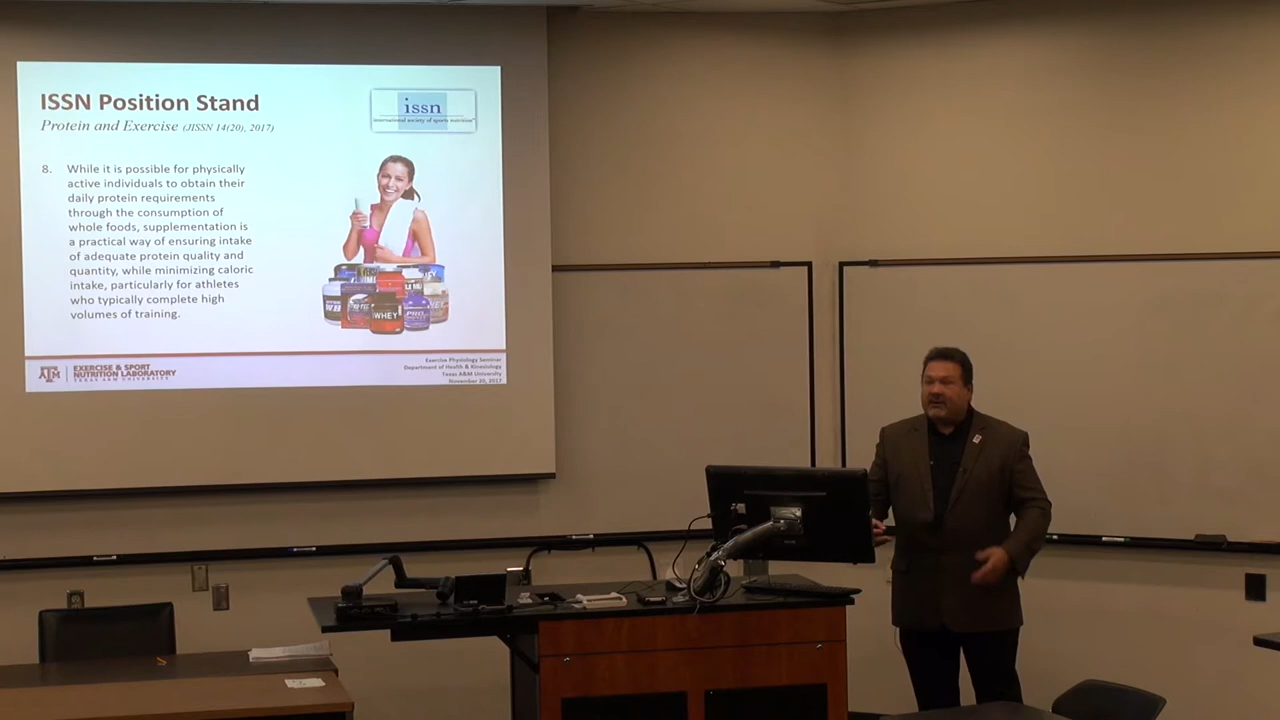 ISSN Position Stand
Protein and Exercise (JISSN 14(20), 2017)
issn
international society of sports nutrition
8. While it is possible for physically
active individuals to obtain their
daily protein requirements
through the consumption of
whole foods, supplementation is
a practical way of ensuring intake
of adequate protein quality and
quantity, while minimizing caloric
intake, particularly for athletes
who typically complete high
volumes of training.
WHEY
PRO
ATM
EXERCISE & SPORT
NUTRITION LABORATORY
TEXAS A&M UNIVERSITY
Exercise Physiology Seminar
Department of Health & Kinesiology
Texas A&M University
November 20, 2017